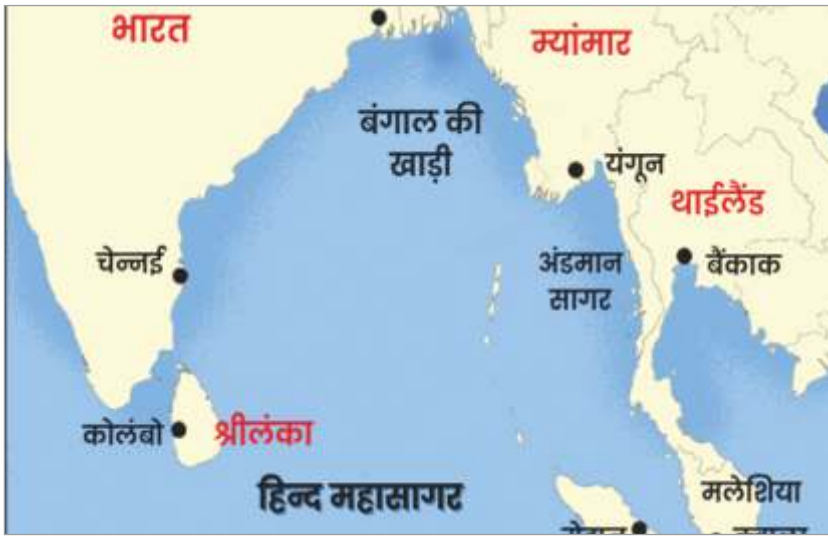 भारत
म्यांमार
बंगाल की
खाड़ी
यंगून
थाईलैंड
चेन्नई
अंडमान
सागर
बैंकाक
कोलंबो
श्रीलंका
हिन्द महासागर
मलेशिया